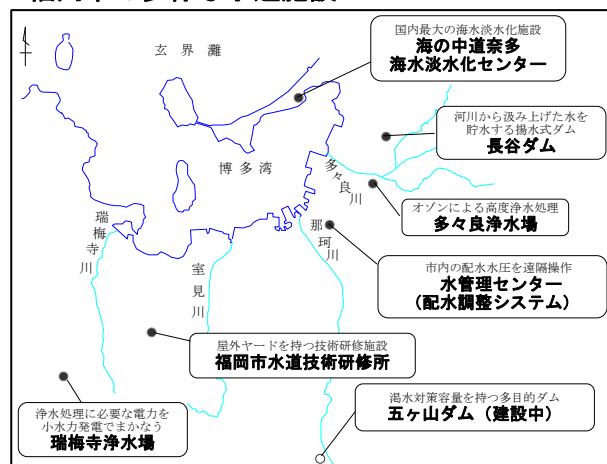 国内最大の海水淡水化施設
海の中道奈多
海水淡水化センター
玄界灘
河川から汲み上げた水を
貯水する揚水式ダム
長谷ダム
博多湾
多々良川
オゾンによる高度浄水処理
多々良浄水場
瑞梅寺川
那珂川
室見川
市内の配水水圧を遠隔操作
水管理センター
(配水調整システム)
屋外ヤードを持つ技術研修施設
福岡市水道技術研修所
浄水処理に必要な電力を
小水力発電でまかなう
瑞梅寺浄水場
渇水対策容量を持つ多目的ダム
五ヶ山ダム(建設中)